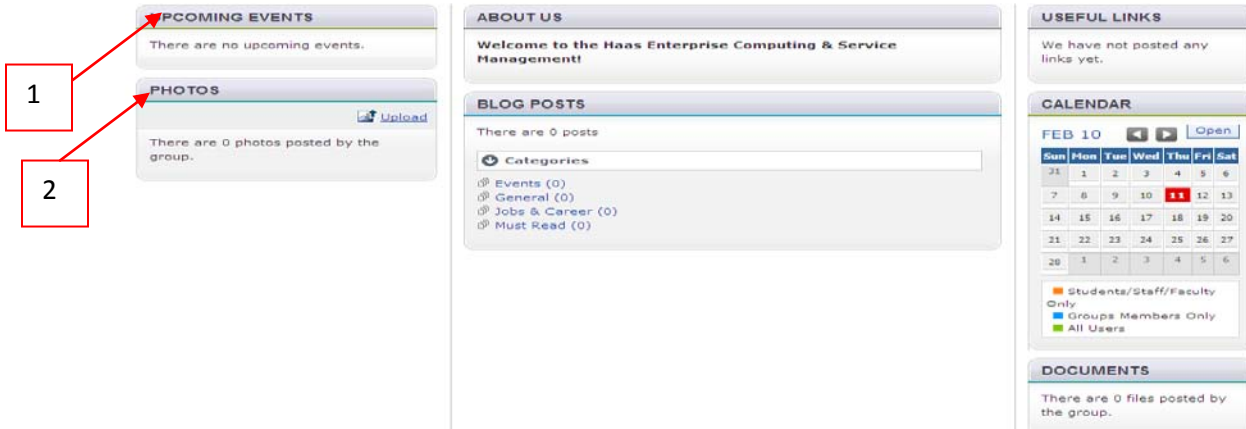 1
2
UPCOMING EVENTS
There are no upcoming events.
PHOTOS
Upload
There are 0 photos posted by the
group.
ABOUT US
Welcome to the Haas Enterprise Computing & Service
Management!
BLOG POSTS
There are 0 posts
Categories
Events (0)
General (0)
Jobs & Career (0)
Must Read (0)
USEFUL LINKS
We have not posted any
links yet.
CALENDAR
FEB 10 Open
Sun Mon Tue Wed Thu Fri Sat
31 1 2 3 4 5 6
7 8 9 10 11 12 13
14 15 16 17 18 19 20
21 22 23 24 25 26 27
28 1 2 3 4 5 6
Students/Staff/Faculty
Only
Groups Members Only
All Users
DOCUMENTS
There are 0 files posted by
the group.